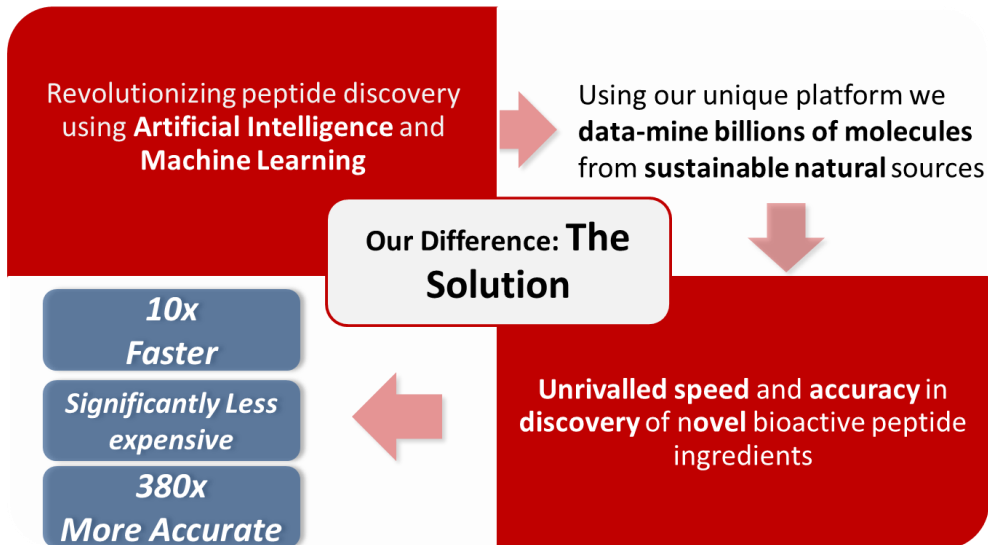 Revolutionizing peptide discovery
using Artificial Intelligence and
Machine Learning
Using our unique platform we
data-mine billions of molecules
from sustainable natural sources
Our Difference: The
Solution
Unrivalled speed and accuracy in
discovery of novel bioactive peptide
ingredients
10x
Faster
Significantly Less
expensive
380x
More Accurate